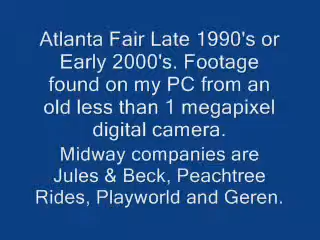 Atlanta Fair Late 1990's or
Early 2000's. Footage
found on my PC from an
old less than 1 megapixel
digital camera.
Midway companies are
Jules & Beck, Peachtree
Rides, Playworld and Geren.